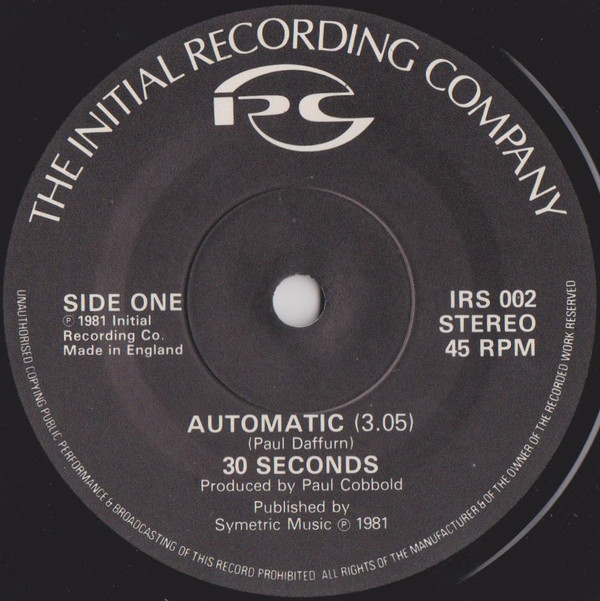 THE INITIAL RECORDING COMPANY
IRC
SIDE ONE
℗ 1981 Initial
Recording Co.
Made in England
IRS 002
STEREO
45 RPM
AUTOMATIC (3.05)
(Paul Daffurn)
30 SECONDS
Produced by Paul Cobbold
Published by
Symetric Music ℗ 1981
UNAUTHORISED COPYING PUBLIC PERFORMANCE & BROADCASTING OF THIS RECORD PROHIBITED ALL RIGHTS OF THE MANUFACTURER & OF THE OWNER OF THE RECORDED WORK RESERVED